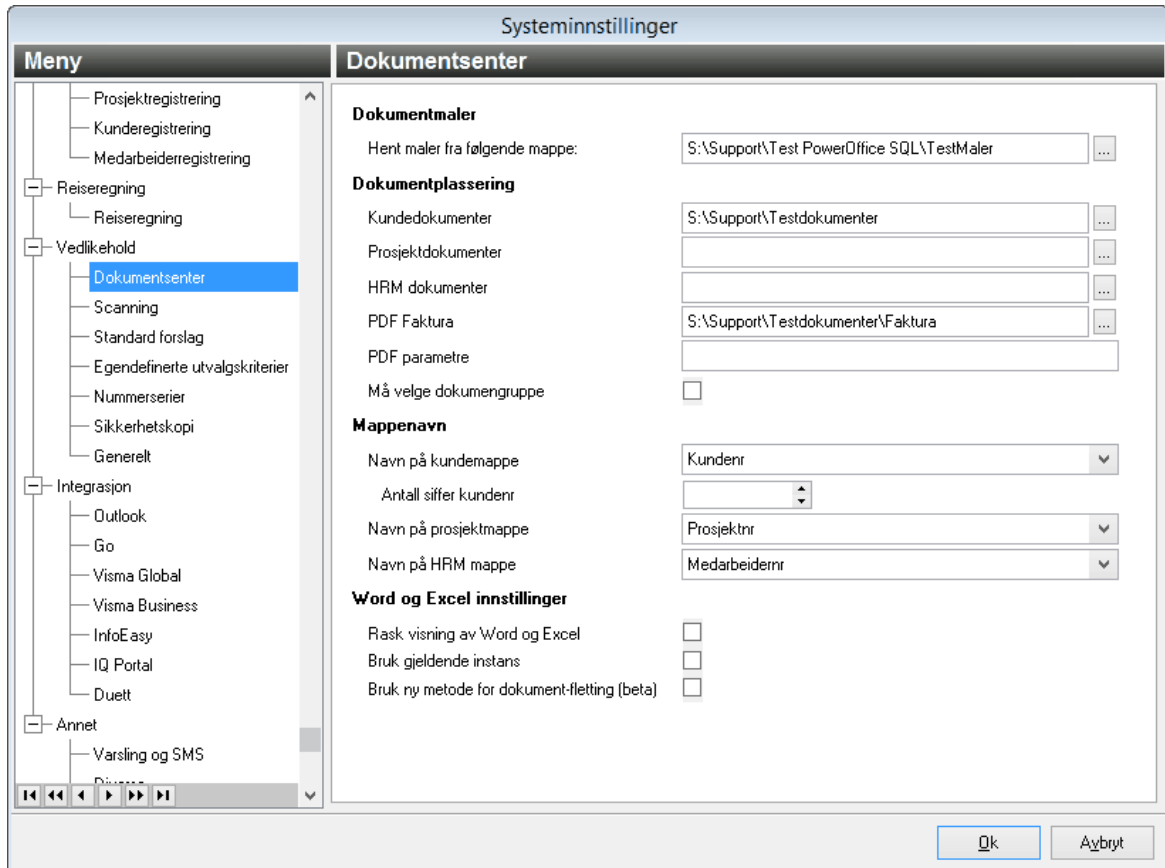 Systeminnstillinger
Meny
Prosjektregistrering
Kunderegistrering
Medarbeiderregistrering
Reiseregning
Reiseregning
Vedlikehold
Dokumentsenter
Scanning
Standard forslag
Egendefinerte utvalgskriterier
Nummerserier
Sikkerhetskopi
Generelt
Integrasjon
Outlook
Go
Visma Global
Visma Business
InfoEasy
IQ Portal
Duett
Annet
Varsling og SMS
Dokumentsenter
Dokumentmaler
Hent maler fra følgende mappe: S:\Support\Test PowerOffice SQL\TestMaler ...
Dokumentplassering
Kundedokumenter S:\Support\Testdokumenter ...
Prosjektdokumenter ...
HRM dokumenter ...
PDF Faktura S:\Support\Testdokumenter\Faktura ...
PDF parametre
Må velge dokumengruppe
Mappenavn
Navn på kundemappe Kundenr
Antall siffer kundenr
Navn på prosjektmappe Prosjektnr
Navn på HRM mappe Medarbeidernr
Word og Excel innstillinger
Rask visning av Word og Excel
Bruk gjeldende instans
Bruk ny metode for dokument-fletting (beta)
Ok Avbryt